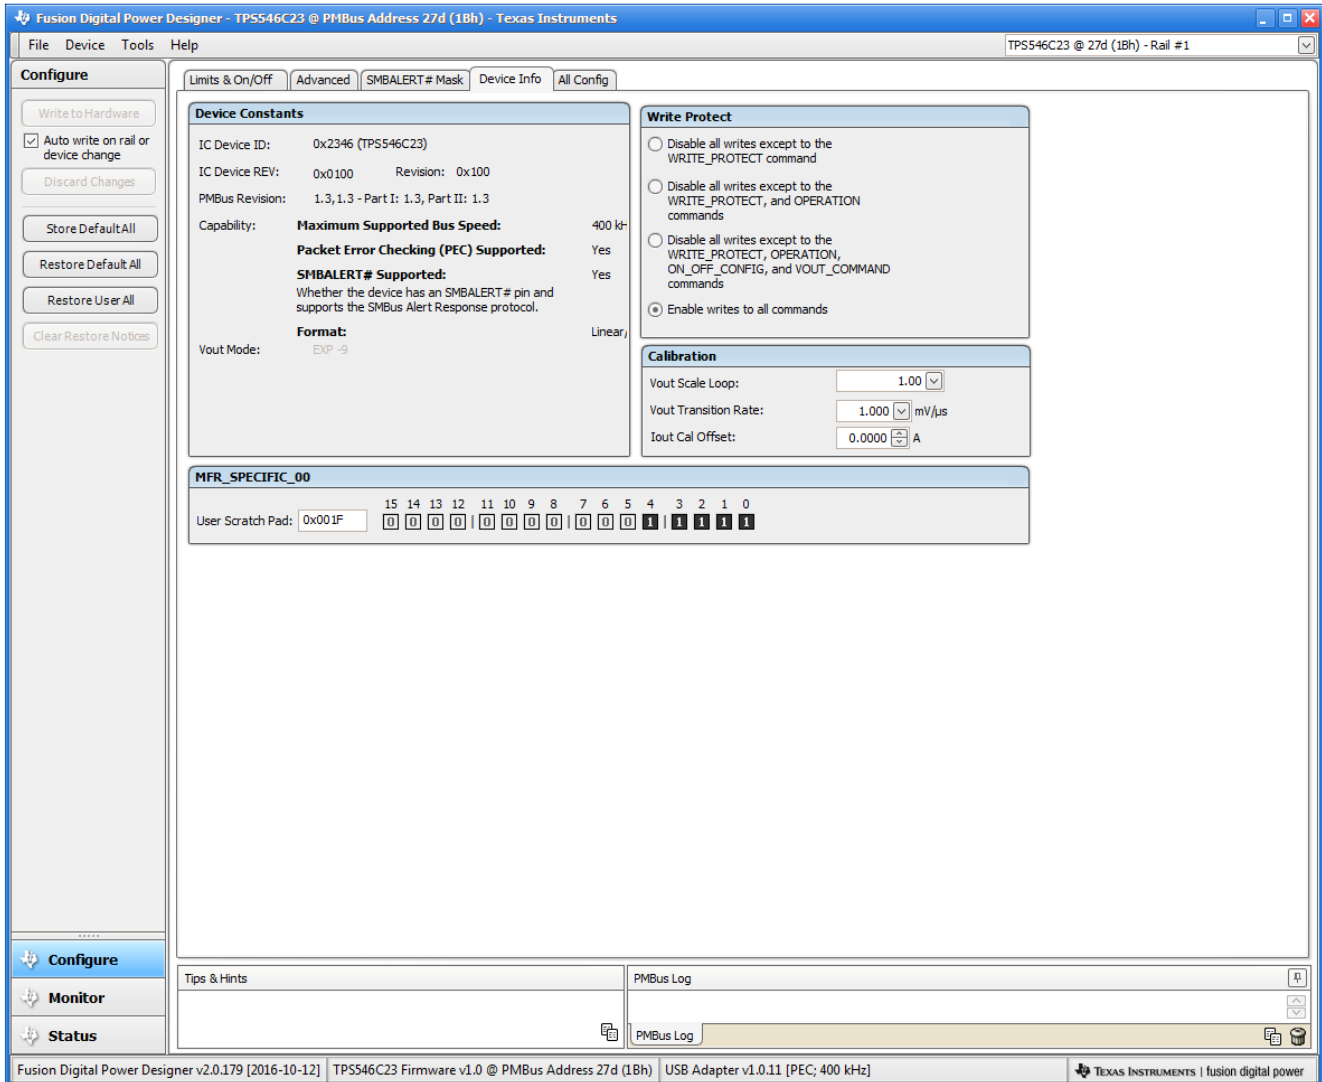 Fusion Digital Power Designer - TPS546C23 @ PMBus Address 27d (1Bh) - Texas Instruments
File Device Tools Help
TPS546C23 @ 27d (1Bh) - Rail #1
Configure
Write to Hardware
Auto write on rail or
device change
Discard Changes
Store Default All
Restore Default All
Restore User All
Clear Restore Notices
Limits & On/Off Advanced SMBALERT# Mask Device Info All Config
Device Constants
IC Device ID: 0x2346 (TPS546C23)
IC Device REV: 0x0100 Revision: 0x100
PMBus Revision: 1.3,1.3 - Part I: 1.3, Part II: 1.3
Capability: Maximum Supported Bus Speed: 400 kH
Packet Error Checking (PEC) Supported: Yes
SMBALERT# Supported: Yes
Whether the device has an SMBALERT# pin and
supports the SMBus Alert Response protocol.
Format: Linear,
Vout Mode: EXP -9
Write Protect
Disable all writes except to the
WRITE_PROTECT command
Disable all writes except to the
WRITE_PROTECT, and OPERATION
commands
Disable all writes except to the
WRITE_PROTECT, OPERATION,
ON_OFF_CONFIG, and VOUT_COMMAND
commands
Enable writes to all commands
Calibration
Vout Scale Loop: 1.00
Vout Transition Rate: 1.000 mV/µs
Iout Cal Offset: 0.0000 A
MFR_SPECIFIC_00
15 14 13 12 11 10 9 8 7 6 5 4 3 2 1 0
User Scratch Pad: 0x001F 0 0 0 0 | 0 0 0 0 | 0 0 0 1 | 1 1 1 1
Configure
Monitor
Status
Tips & Hints
PMBus Log
PMBus Log
Fusion Digital Power Designer v2.0.179 [2016-10-12] TPS546C23 Firmware v1.0 @ PMBus Address 27d (1Bh) USB Adapter v1.0.11 [PEC; 400 kHz] TEXAS INSTRUMENTS | fusion digital power